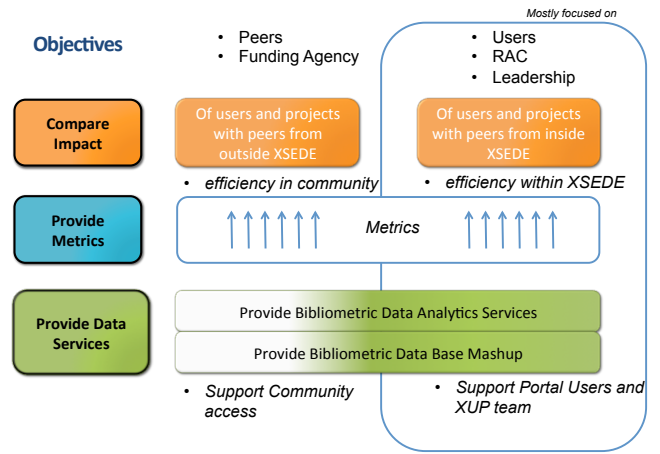 Mostly focused on
Objectives
• Peers
• Funding Agency
• Users
• RAC
• Leadership
Compare
Impact
Of users and projects
with peers from
outside XSEDE
Of users and projects
with peers from inside
XSEDE
• efficiency in community
• efficiency within XSEDE
Provide
Metrics
Metrics
Provide Data
Services
Provide Bibliometric Data Analytics Services
Provide Bibliometric Data Base Mashup
• Support Community
access
• Support Portal Users and
XUP team